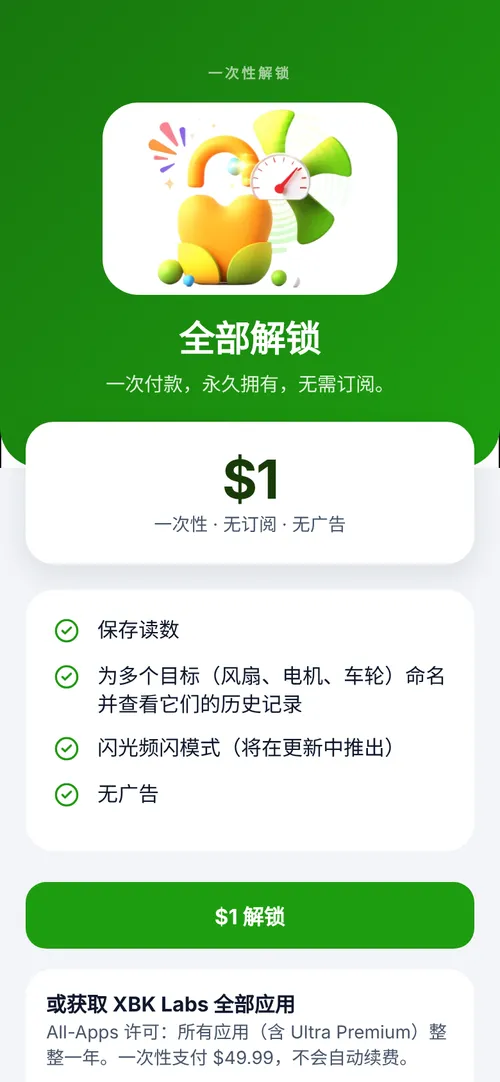 一次性解锁
全部解锁
一次付款，永久拥有，无需订阅。
$1
一次性 · 无订阅 · 无广告
保存读数
为多个目标（风扇、电机、车轮）命名
并查看它们的历史记录
闪光频闪模式（将在更新中推出）
无广告
$1 解锁
或获取 XBK Labs 全部应用
All-Apps 许可：所有应用（含 Ultra Premium）整
整一年。一次性支付 $49.99，不会自动续费。